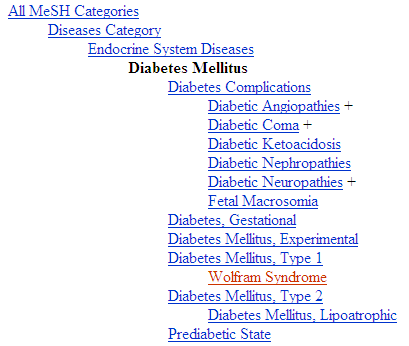 All MeSH Categories
Diseases Category
Endocrine System Diseases
Diabetes Mellitus
Diabetes Complications
Diabetic Angiopathies +
Diabetic Coma +
Diabetic Ketoacidosis
Diabetic Nephropathies
Diabetic Neuropathies +
Fetal Macrosomia
Diabetes, Gestational
Diabetes Mellitus, Experimental
Diabetes Mellitus, Type 1
Wolfram Syndrome
Diabetes Mellitus, Type 2
Diabetes Mellitus, Lipoatrophic
Prediabetic State